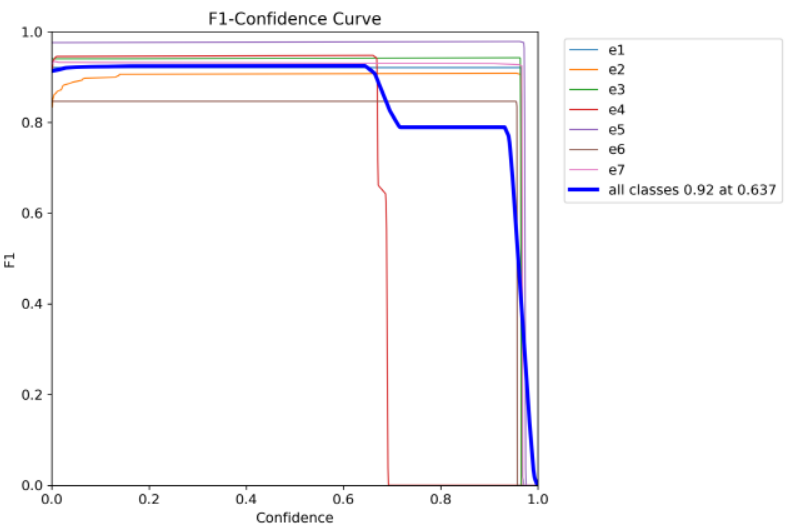 F1-Confidence Curve
1.0
0.8
0.6
0.4
0.2
0.0
F1
0.0 0.2 0.4 0.6 0.8 1.0
Confidence
e1
e2
e3
e4
e5
e6
e7
all classes 0.92 at 0.637